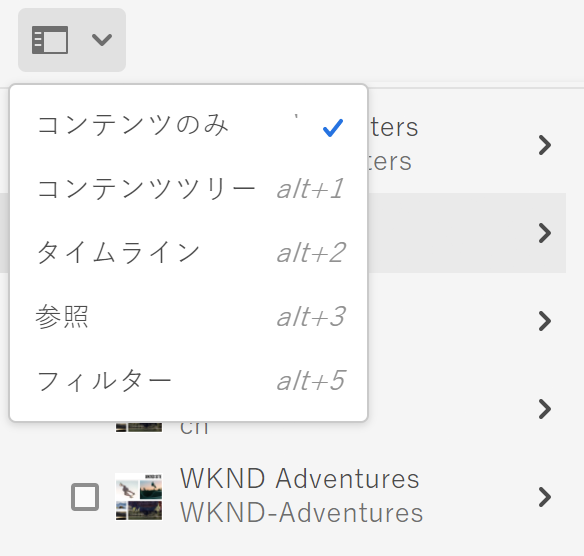 コンテンツのみ
ters
ters
コンテンツツリー alt+1
タイムライン alt+2
参照 alt+3
フィルター alt+5
WKND Adventures
WKND-Adventures